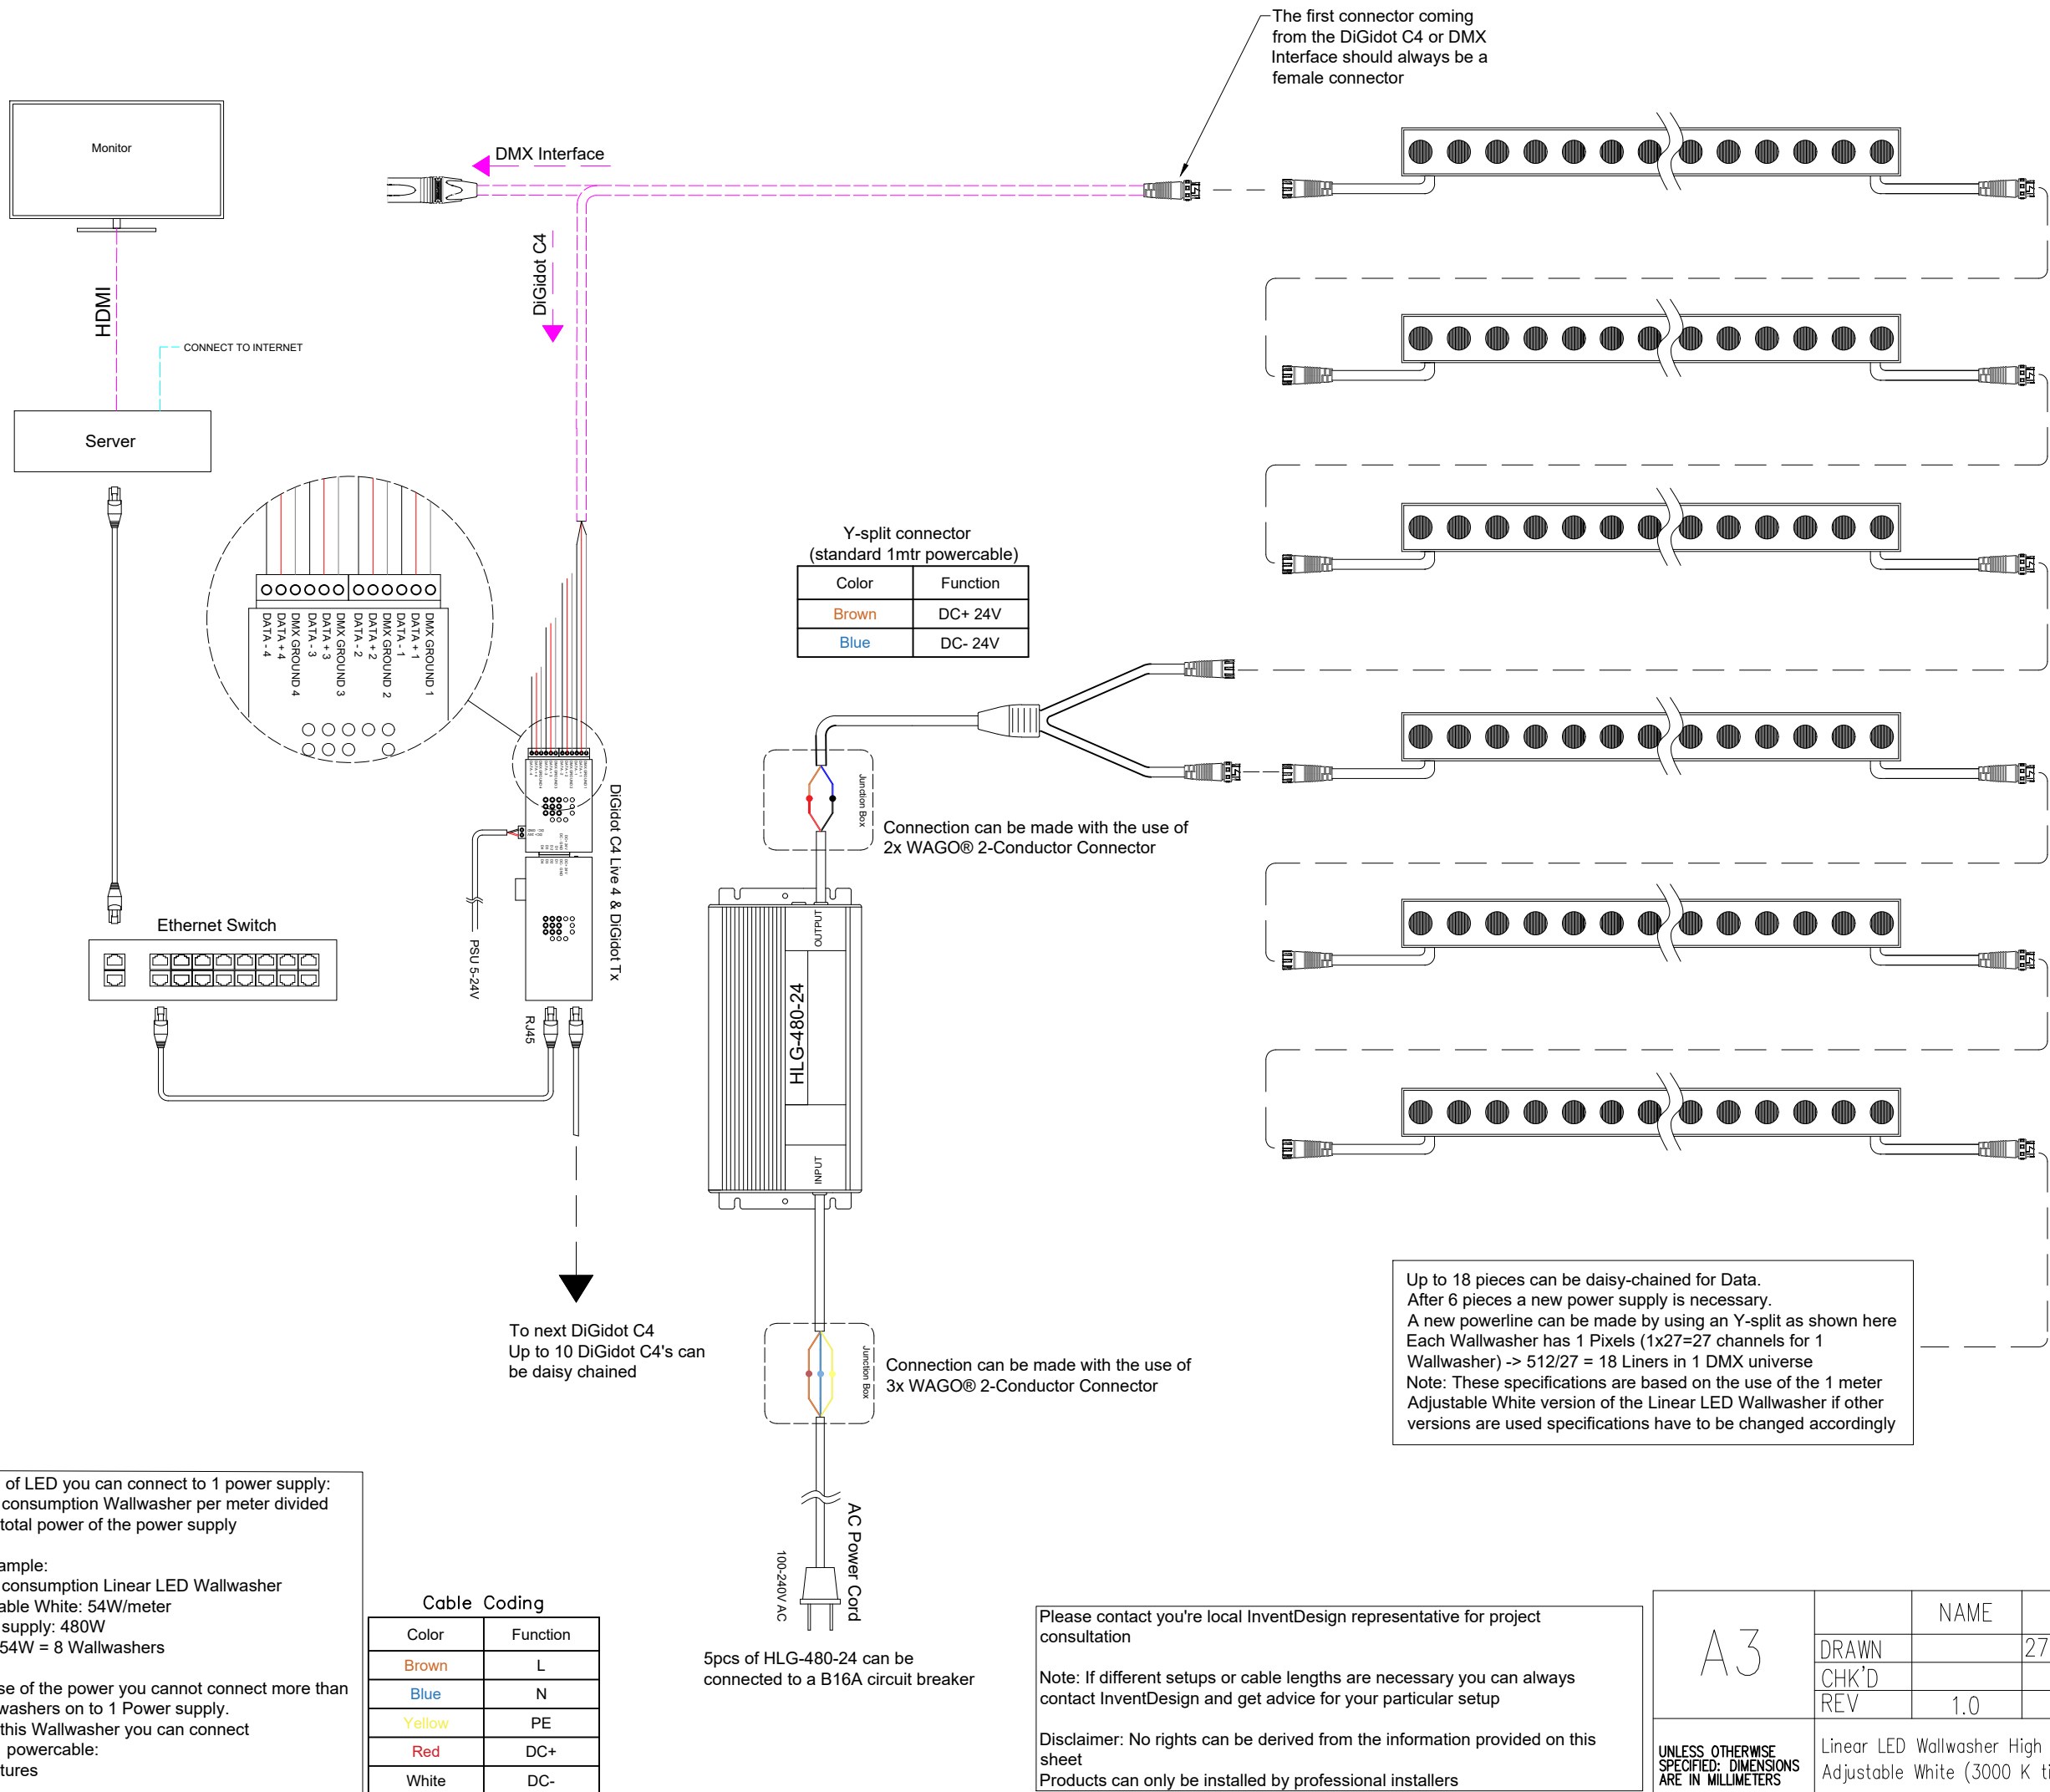 The first connector coming
from the DiGidot C4 or DMX
Interface should always be a
female connector
Monitor
DMX Interface
DiGidot C4
HDMI
CONNECT TO INTERNET
Server
DATA - 4
DATA + 4
DMX GROUND 4
DATA - 3
DATA + 3
DMX GROUND 3
DATA - 2
DATA + 2
DMX GROUND 2
DATA - 1
DATA + 1
DMX GROUND 1
Y-split connector
(standard 1mtr powercable)
Color Function
Brown DC+ 24V
Blue DC- 24V
Junction Box
Connection can be made with the use of
2x WAGO® 2-Conductor Connector
DiGidot C4 Live 4 & DiGidot Tx
PSU 5-24V
Ethernet Switch
RJ45
OUTPUT
HLG-480-24
INPUT
To next DiGidot C4
Up to 10 DiGidot C4's can
be daisy chained
Junction Box
Connection can be made with the use of
3x WAGO® 2-Conductor Connector
Up to 18 pieces can be daisy-chained for Data.
After 6 pieces a new power supply is necessary.
A new powerline can be made by using an Y-split as shown here
Each Wallwasher has 1 Pixels (1x27=27 channels for 1
Wallwasher) -> 512/27 = 18 Liners in 1 DMX universe
Note: These specifications are based on the use of the 1 meter
Adjustable White version of the Linear LED Wallwasher if other
versions are used specifications have to be changed accordingly
AC Power Cord
100-240V AC
5pcs of HLG-480-24 can be
connected to a B16A circuit breaker
of LED you can connect to 1 power supply:
consumption Wallwasher per meter divided
total power of the power supply
ample:
consumption Linear LED Wallwasher
able White: 54W/meter
supply: 480W
54W = 8 Wallwashers
se of the power you cannot connect more than
washers on to 1 Power supply.
this Wallwasher you can connect
powercable:
tures
Cable Coding
Color Function
Brown L
Blue N
Yellow PE
Red DC+
White DC-
Please contact you're local InventDesign representative for project
consultation
Note: If different setups or cable lengths are necessary you can always
contact InventDesign and get advice for your particular setup
Disclaimer: No rights can be derived from the information provided on this
sheet
Products can only be installed by professional installers
A3
NAME
DRAWN 27
CHK'D
REV 1.0
UNLESS OTHERWISE
SPECIFIED: DIMENSIONS
ARE IN MILLIMETERS
Linear LED Wallwasher High
Adjustable White (3000 K ti